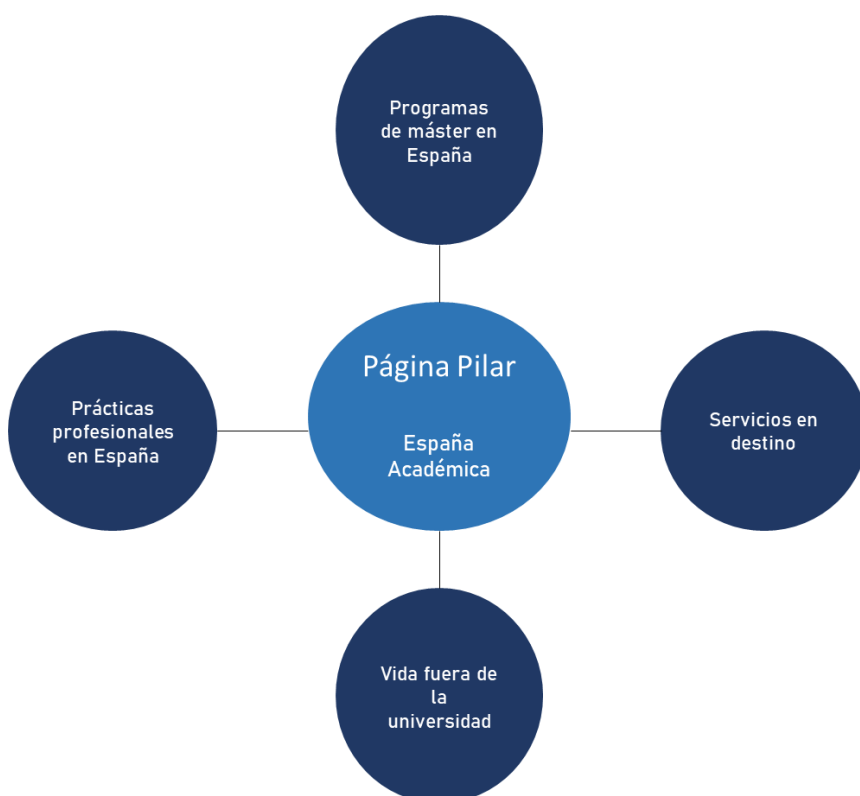 Programas
de máster en
España
Página Pilar
España
Académica
Prácticas
profesionales
en España
Servicios en
destino
Vida fuera de
la
universidad